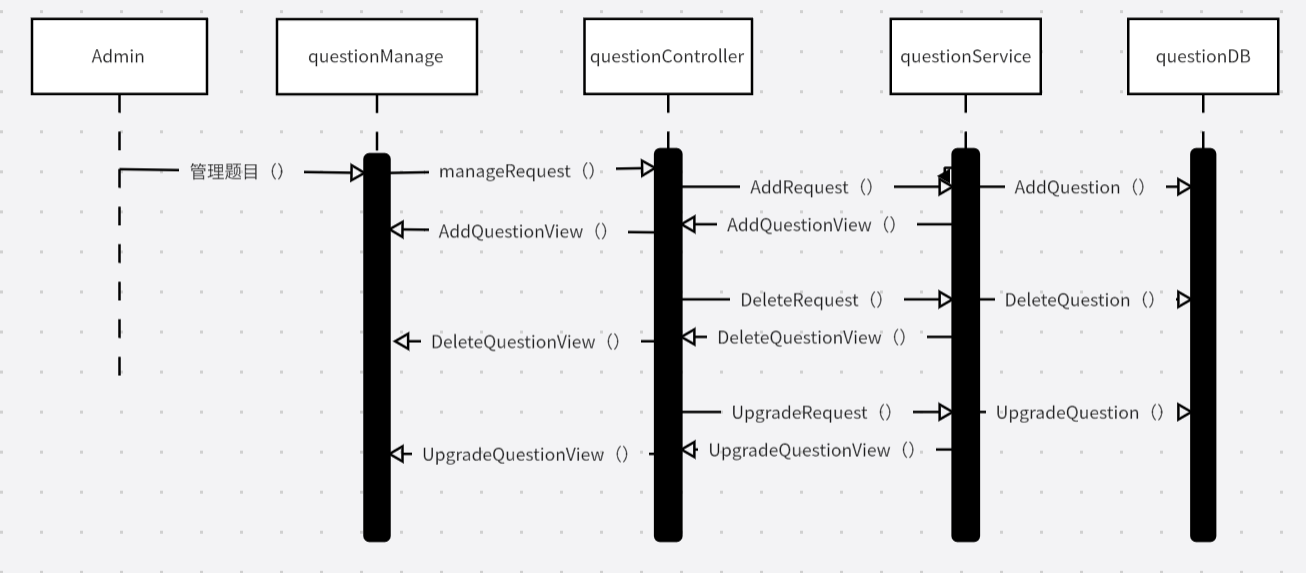 Admin
questionManage
questionController
questionService
questionDB
管理题目（）
manageRequest （）
AddRequest （）
AddQuestion （）
AddQuestionView （）
AddQuestionView （）
DeleteRequest （）
DeleteQuestion （）
DeleteQuestionView （）
DeleteQuestionView （）
UpgradeRequest （）
UpgradeQuestion （）
UpgradeQuestionView （）
UpgradeQuestionView （）